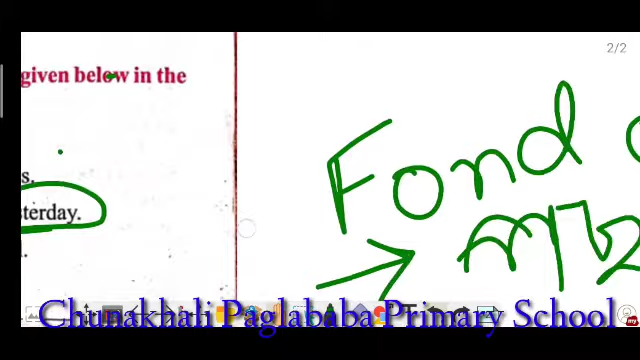 2/2
given below in the
s.
sterday.
Fond
Chunakhali Paglababa Primary School